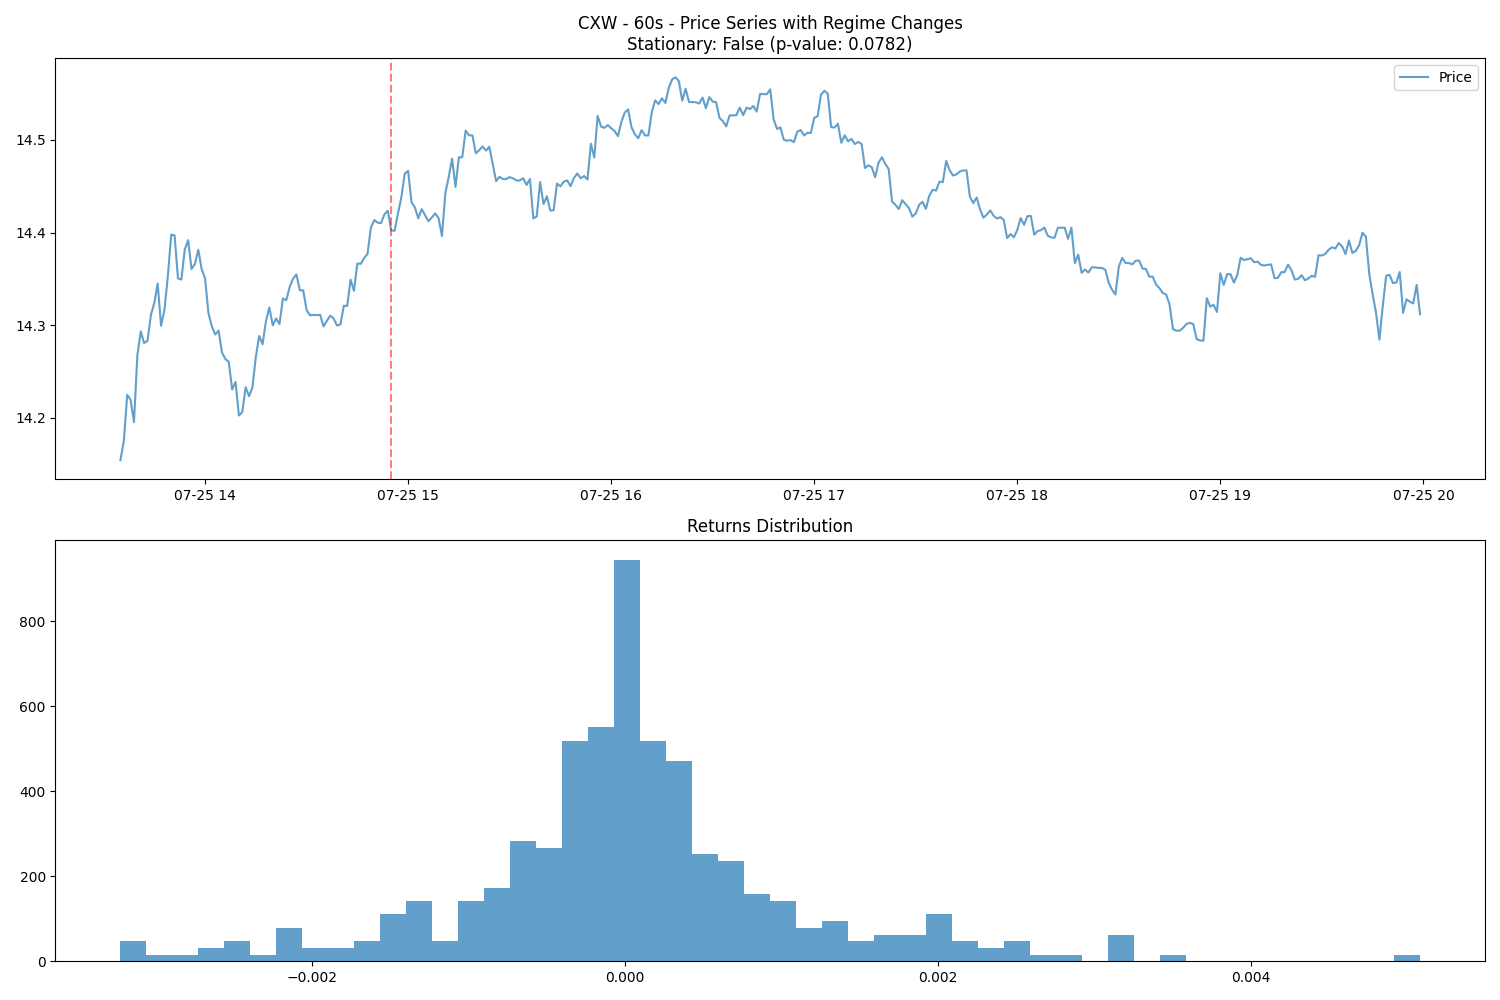 CXW - 60s - Price Series with Regime Changes
Stationary: False (p-value: 0.0782)
Price
14.5
14.4
14.3
14.2
07-25 14 07-25 15 07-25 16 07-25 17 07-25 18 07-25 19 07-25 20
Returns Distribution
800
600
400
200
0
−0.002 0.000 0.002 0.004